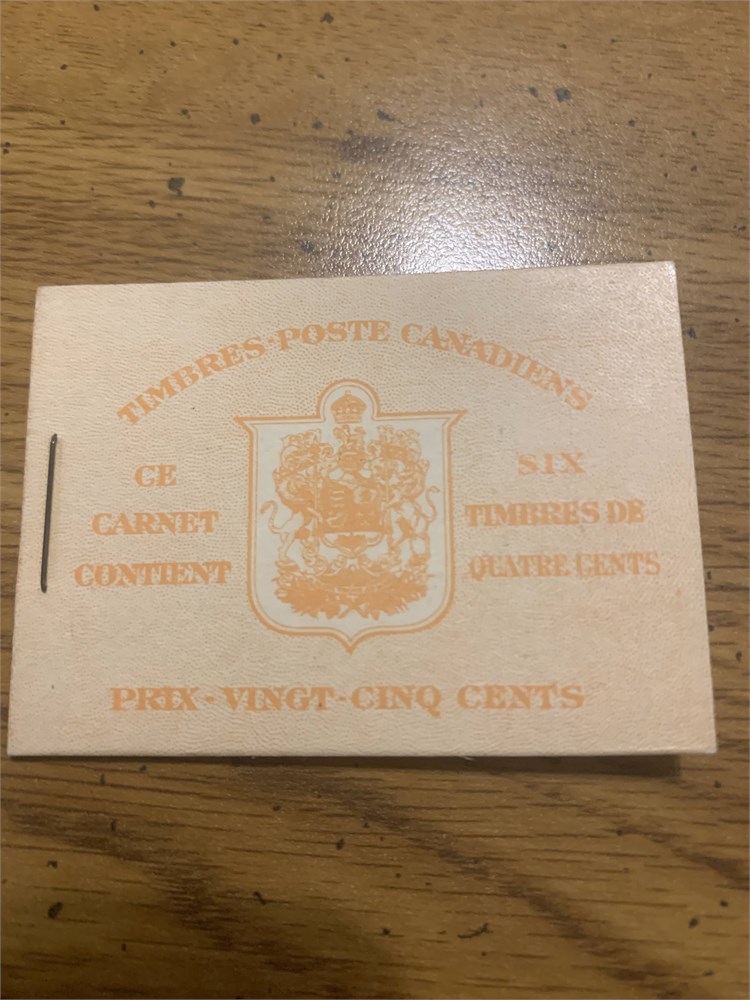 TIMBRES-POSTE CANADIENS
CE
CARNET
CONTIENT
SIX
TIMBRES DE
QUATRE CENTS
PRIX-VINGT-CINQ CENTS